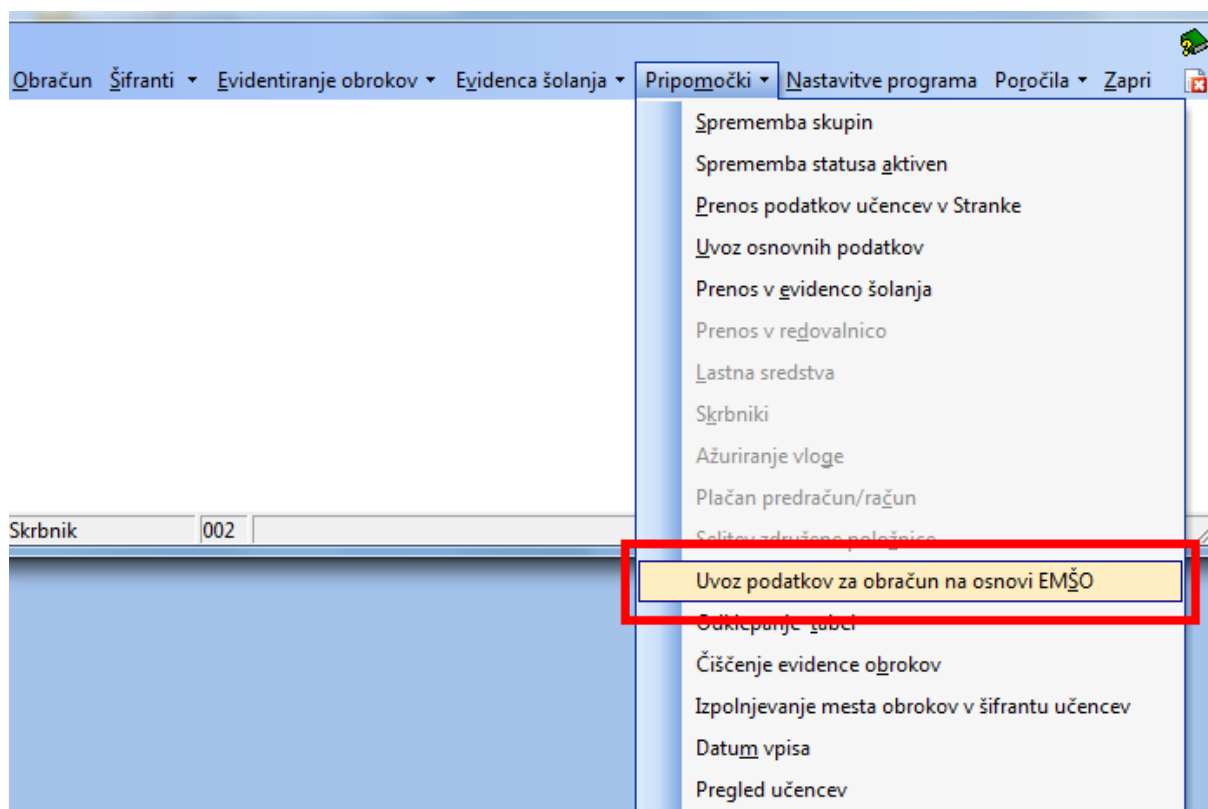 Obračun Šifranti Evidentiranje obrokov Evidenca šolanja Pripomočki Nastavitve programa Poročila Zapri
Sprememba skupin
Sprememba statusa aktiven
Prenos podatkov učencev v Stranke
Uvoz osnovnih podatkov
Prenos v evidenco šolanja
Prenos v redovalnico
Lastna sredstva
Skrbniki
Ažuriranje vloge
Plačan predračun/račun
Skrbnik 002
Uvoz podatkov za obračun na osnovi EMŠO
Odklepanje tabel
Čiščenje evidence obrokov
Izpolnjevanje mesta obrokov v šifrantu učencev
Datum vpisa
Pregled učencev